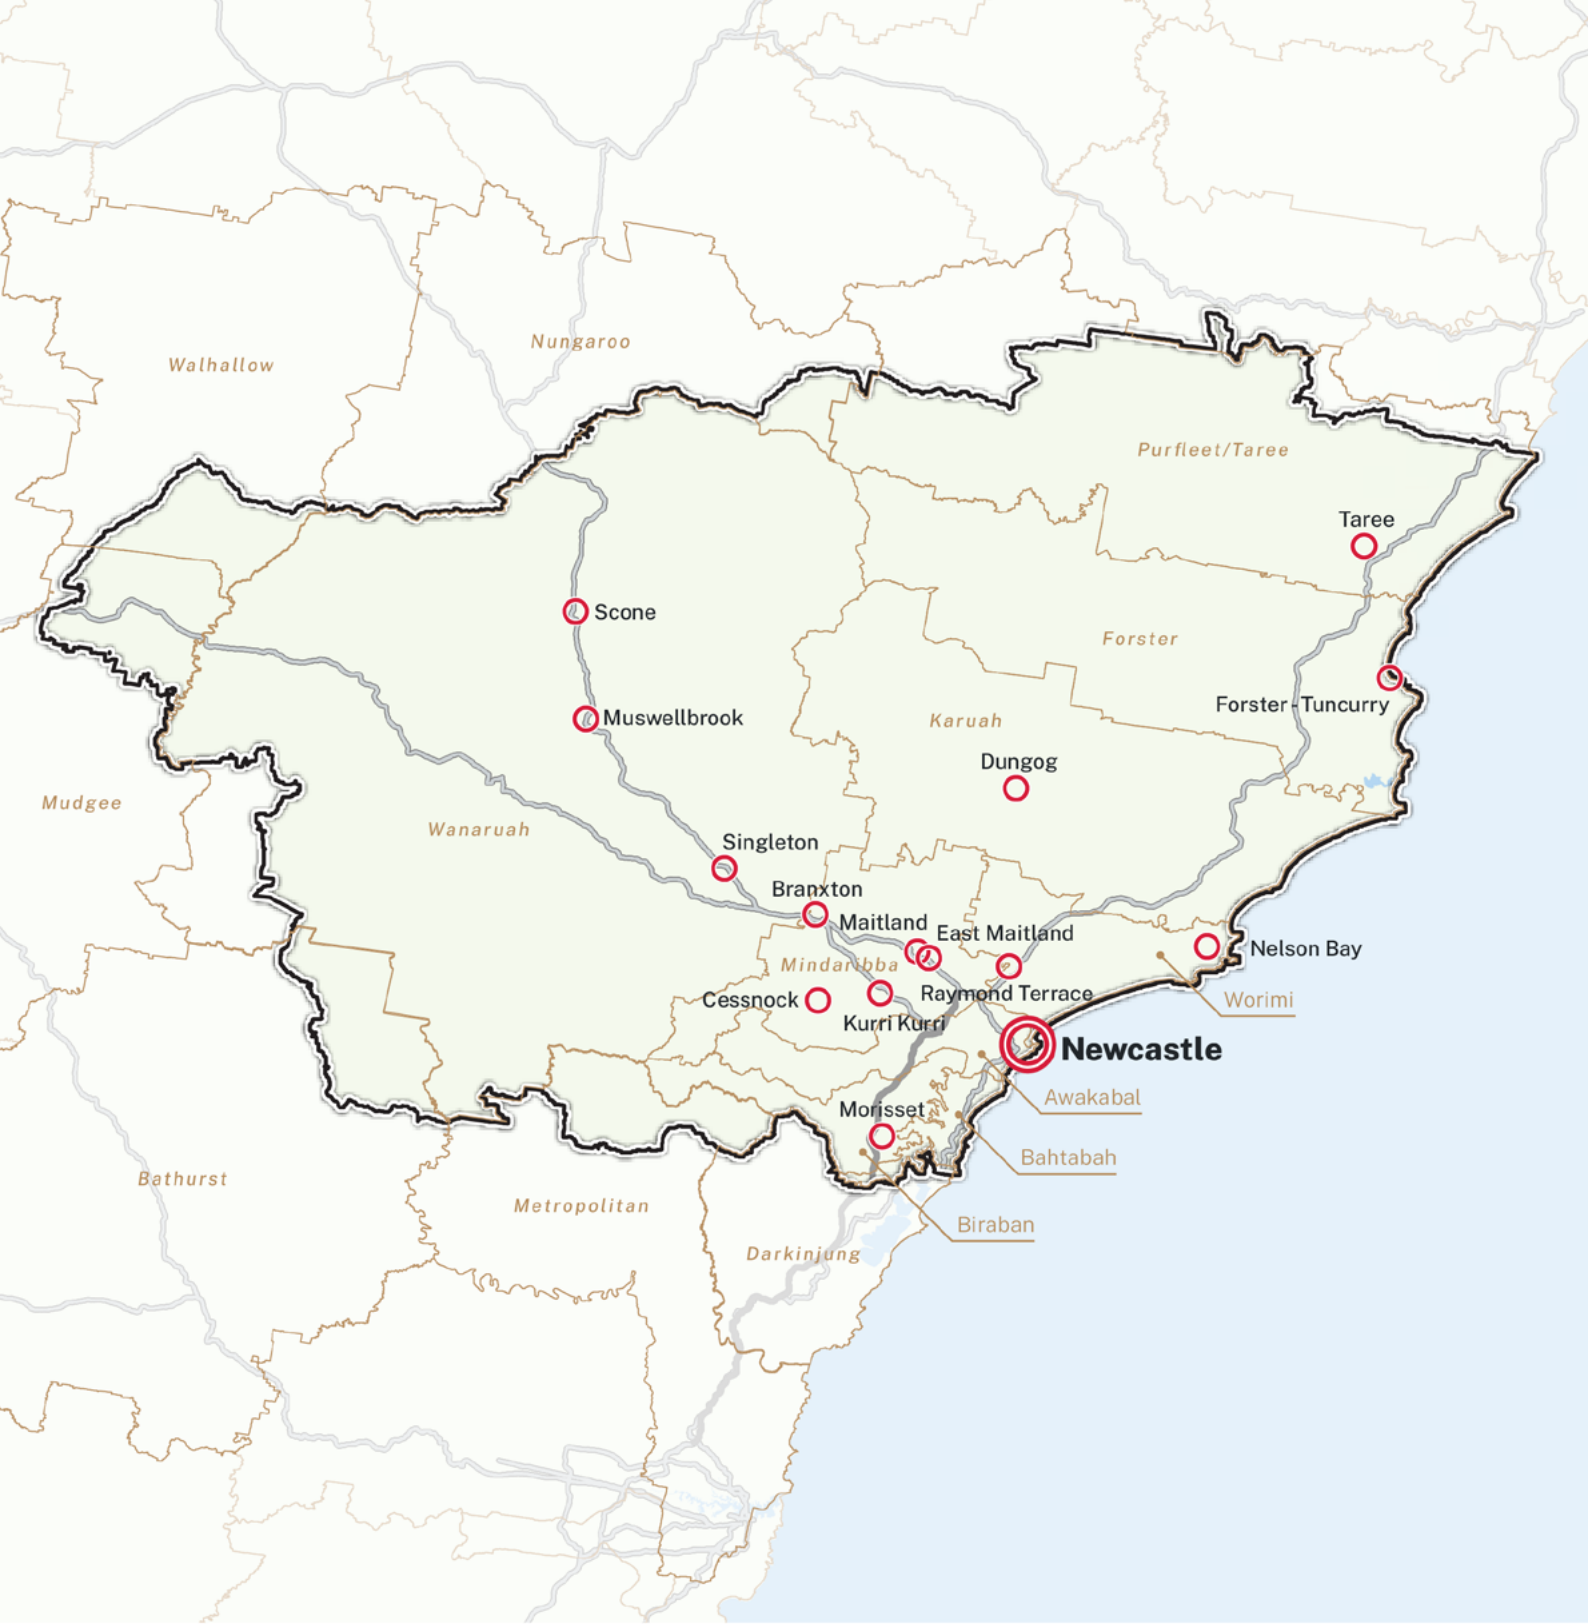 Nungaroo
Walhallow
Purfleet/Taree
Taree
Scone
Forster
Forster-Tuncurry
Muswellbrook
Karuah
Dungog
Mudgee
Wanaruah
Singleton
Branxton
Maitland
East Maitland
Nelson Bay
Mindaribba
Cessnock
Raymond Terrace
Worimi
Kurri Kurri
Newcastle
Awakabal
Morisset
Bahtabah
Bathurst
Metropolitan
Biraban
Darkinjung